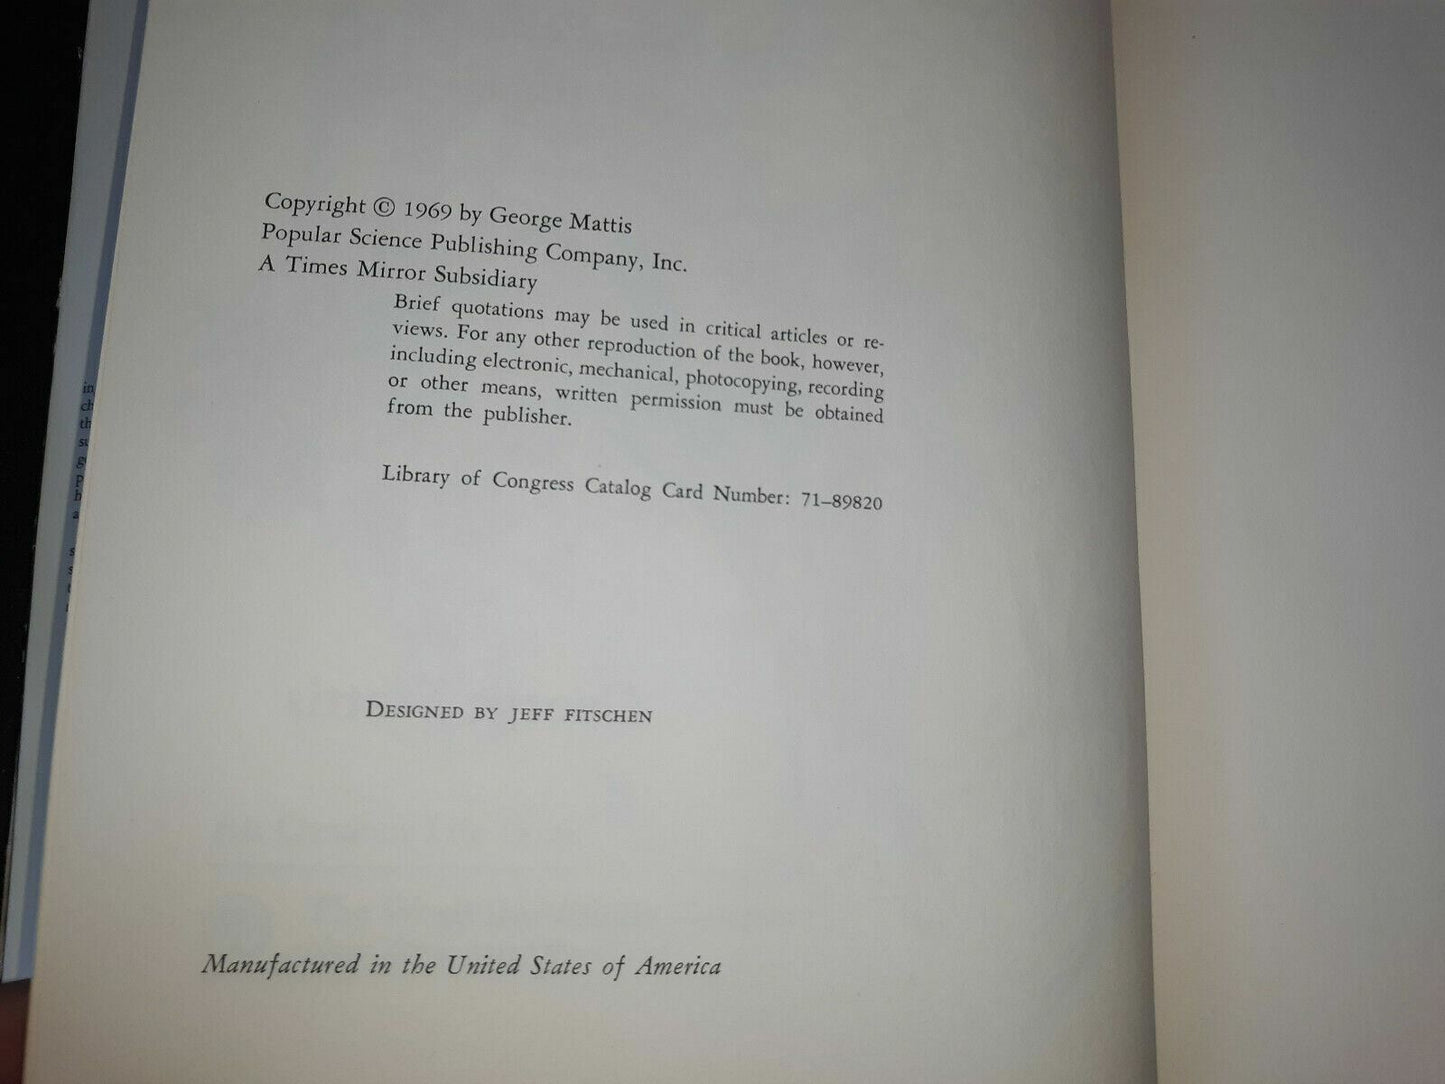 Copyright © 1969 by George Mattis
Popular Science Publishing Company, Inc.
A Times Mirror Subsidiary
Brief quotations may be used in critical articles or re-
views. For any other reproduction of the book, however,
including electronic, mechanical, photocopying, recording
or other means, written permission must be obtained
from the publisher.
Library of Congress Catalog Card Number: 71–89820
DESIGNED BY JEFF FITSCHEN
Manufactured in the United States of America